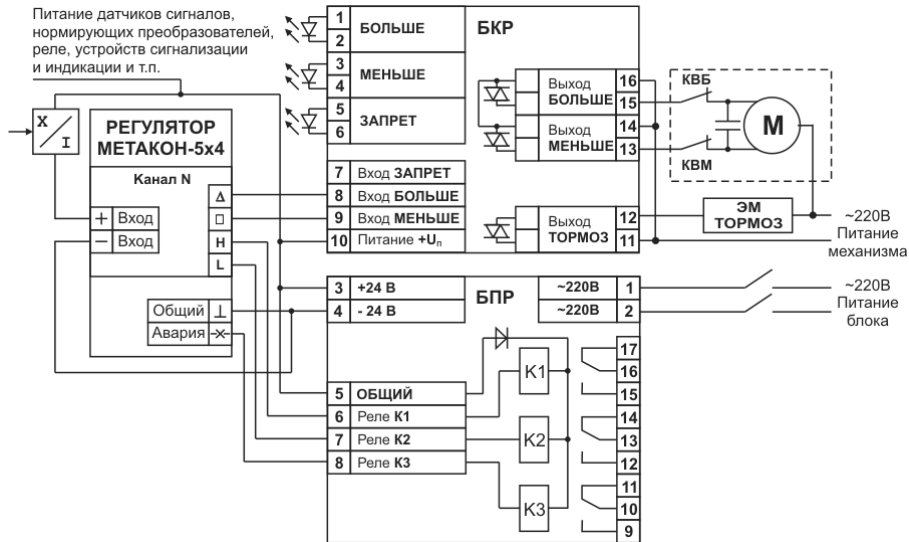 Питание датчиков сигналов,
нормирующих преобразователей,
реле, устройств сигнализации
и индикации и т.п.
X
I
РЕГУЛЯТОР
МЕТАКОН-5х4
Канал N
Δ
□
+ Вход
– Вход
H
L
Общий ⊥
Авария
БКР
1
2
БОЛЬШЕ
3
4
МЕНЬШЕ
5
6
ЗАПРЕТ
7 Вход ЗАПРЕТ
8 Вход БОЛЬШЕ
9 Вход МЕНЬШЕ
10 Питание +Uп
Выход
БОЛЬШЕ
16
15
Выход
МЕНЬШЕ
14
13
Выход
ТОРМОЗ
12
11
КВБ
М
КВМ
ЭМ
ТОРМОЗ
~220В
Питание
механизма
БПР
3 +24 В
4 - 24 В
~220В 1
~220В 2
~220В
Питание
блока
5 ОБЩИЙ
6 Реле К1
7 Реле К2
8 Реле К3
К1
К2
К3
17
16
15
14
13
12
11
10
9